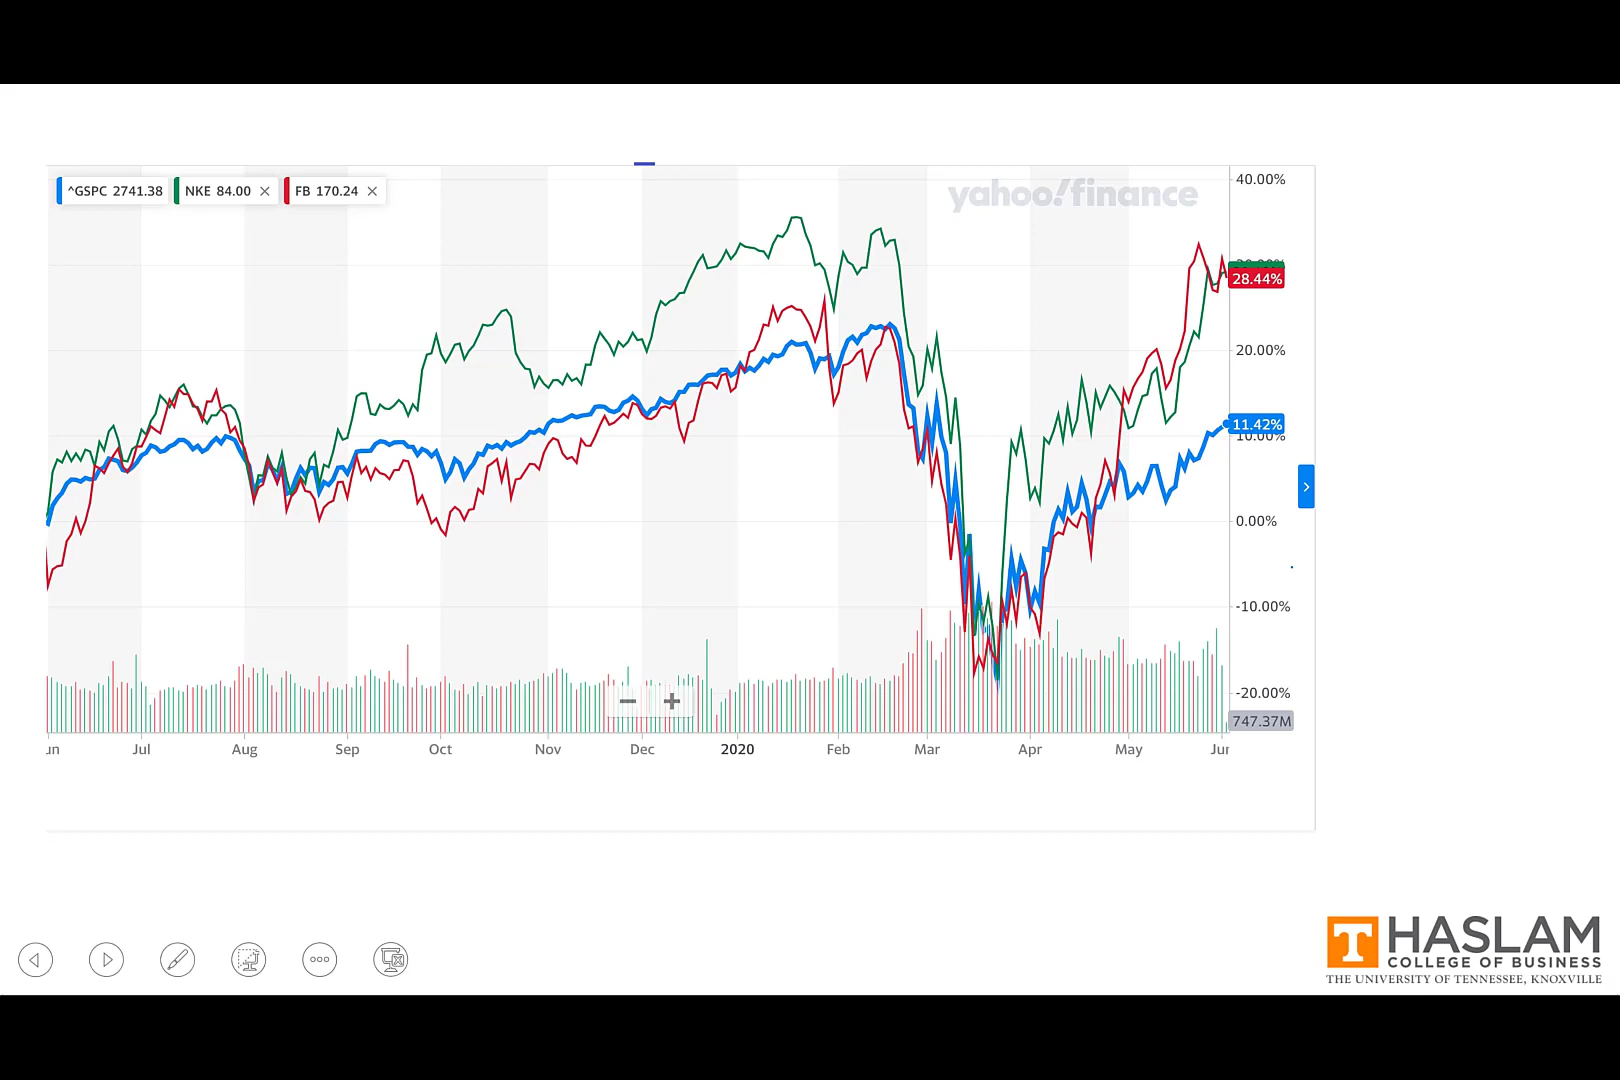 ^GSPC 2741.38 NKE 84.00 FB 170.24
yahoo!finance
40.00%
28.44%
20.00%
11.42%
10.00%
0.00%
-10.00%
-20.00%
747.37M
Jul Aug Sep Oct Nov Dec 2020 Feb Mar Apr May
T HASLAM
COLLEGE OF BUSINESS
THE UNIVERSITY OF TENNESSEE, KNOXVILLE